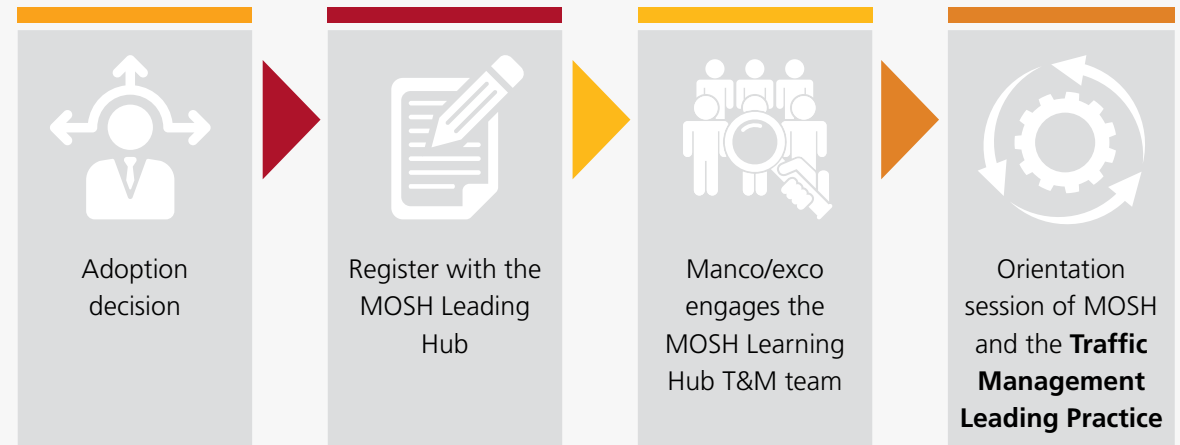 Adoption
decision
Register with the
MOSH Leading
Hub
Manco/exco
engages the
MOSH Learning
Hub T&M team
Orientation
session of MOSH
and the Traffic
Management
Leading Practice